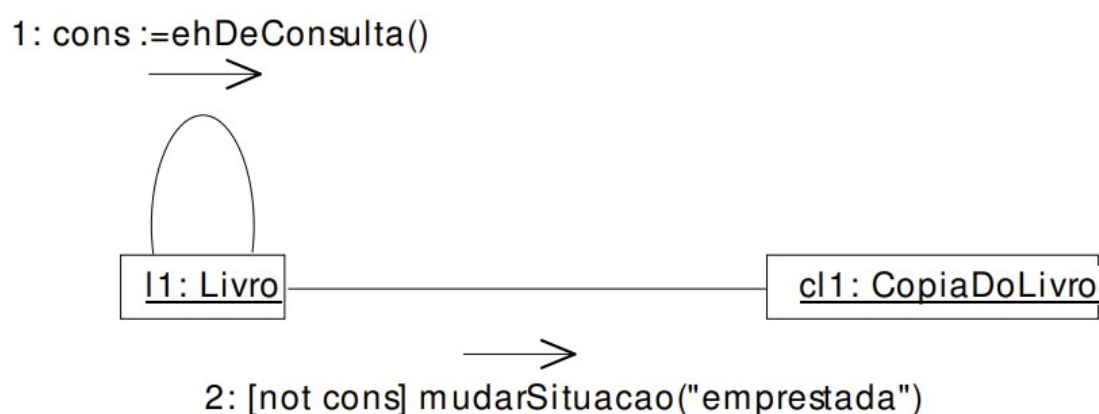 1: cons :=ehDeConsulta()
l1: Livro
cl1: CopiaDoLivro
2: [not cons] mudarSituacao("emprestada")